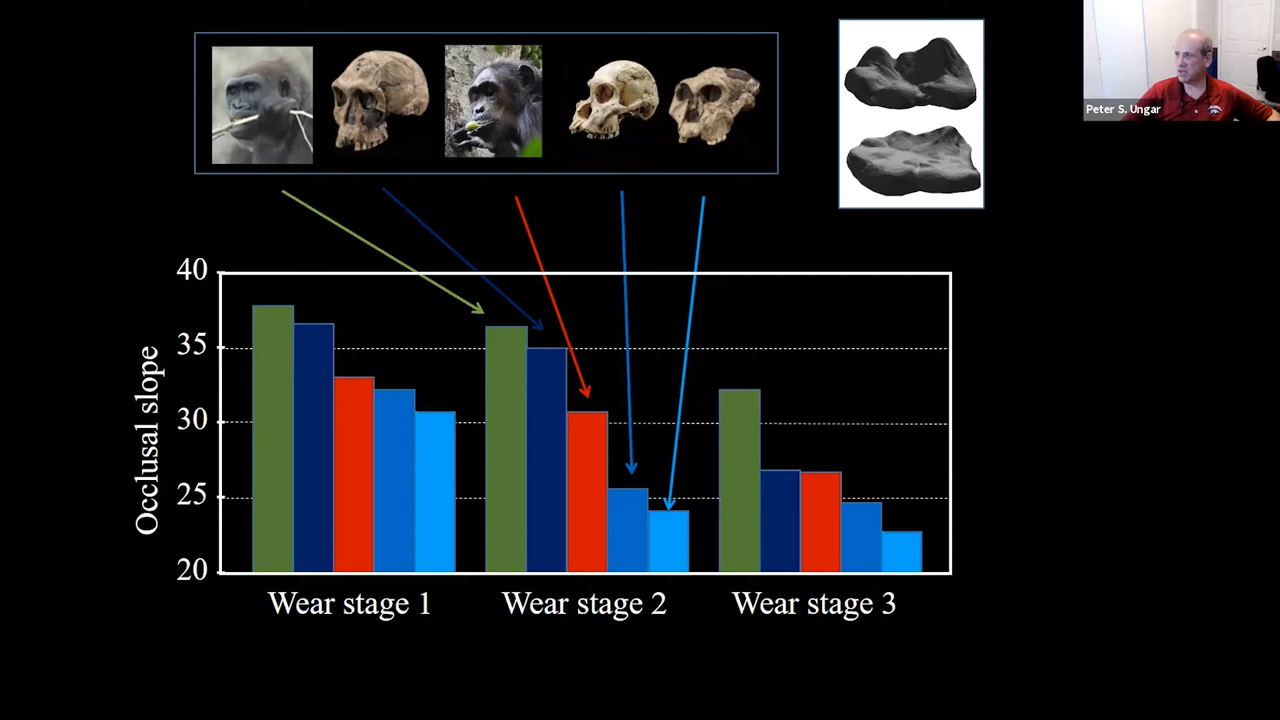 Peter S. Ungar
40
35
30
25
20
Occlusal slope
Wear stage 1
Wear stage 2
Wear stage 3